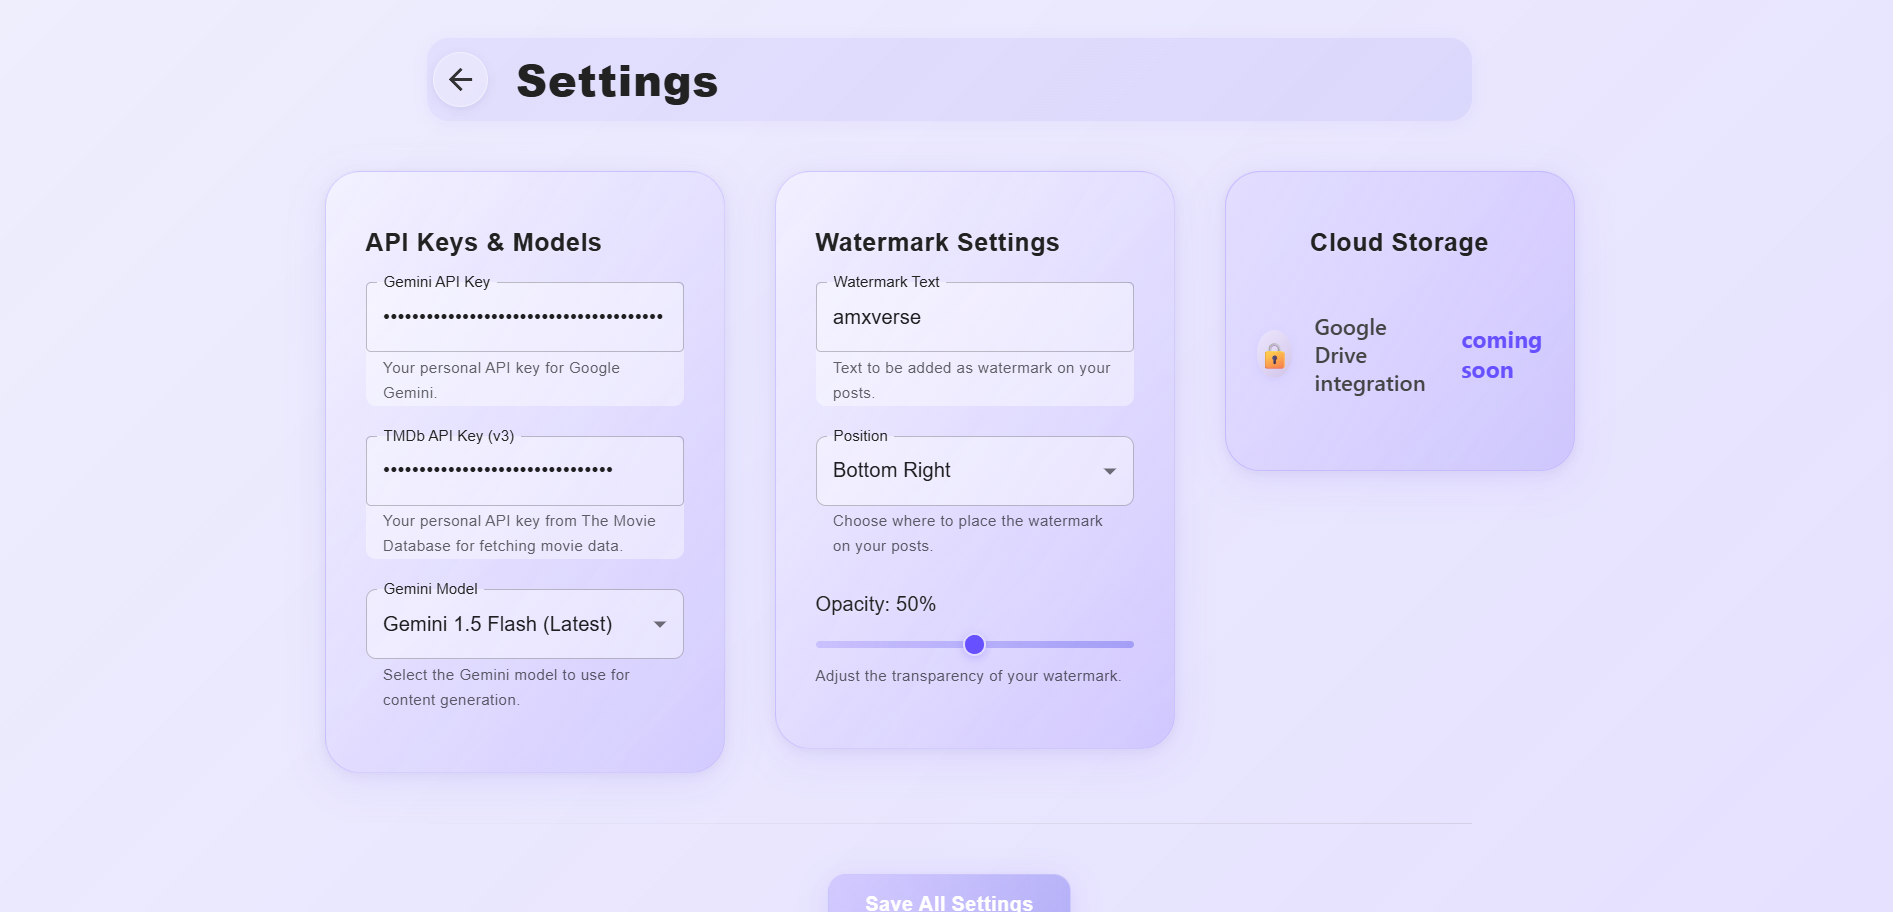 Settings
API Keys & Models
Gemini API Key
••••••••••••••••••••••••••••••••••••••••
Your personal API key for Google
Gemini.
TMDb API Key (v3)
••••••••••••••••••••••••••••••••
Your personal API key from The Movie
Database for fetching movie data.
Gemini Model
Gemini 1.5 Flash (Latest)
Select the Gemini model to use for
content generation.
Watermark Settings
Watermark Text
amxverse
Text to be added as watermark on your
posts.
Position
Bottom Right
Choose where to place the watermark
on your posts.
Opacity: 50%
Adjust the transparency of your watermark.
Cloud Storage
Google
Drive
integration
coming
soon
Save All Settings